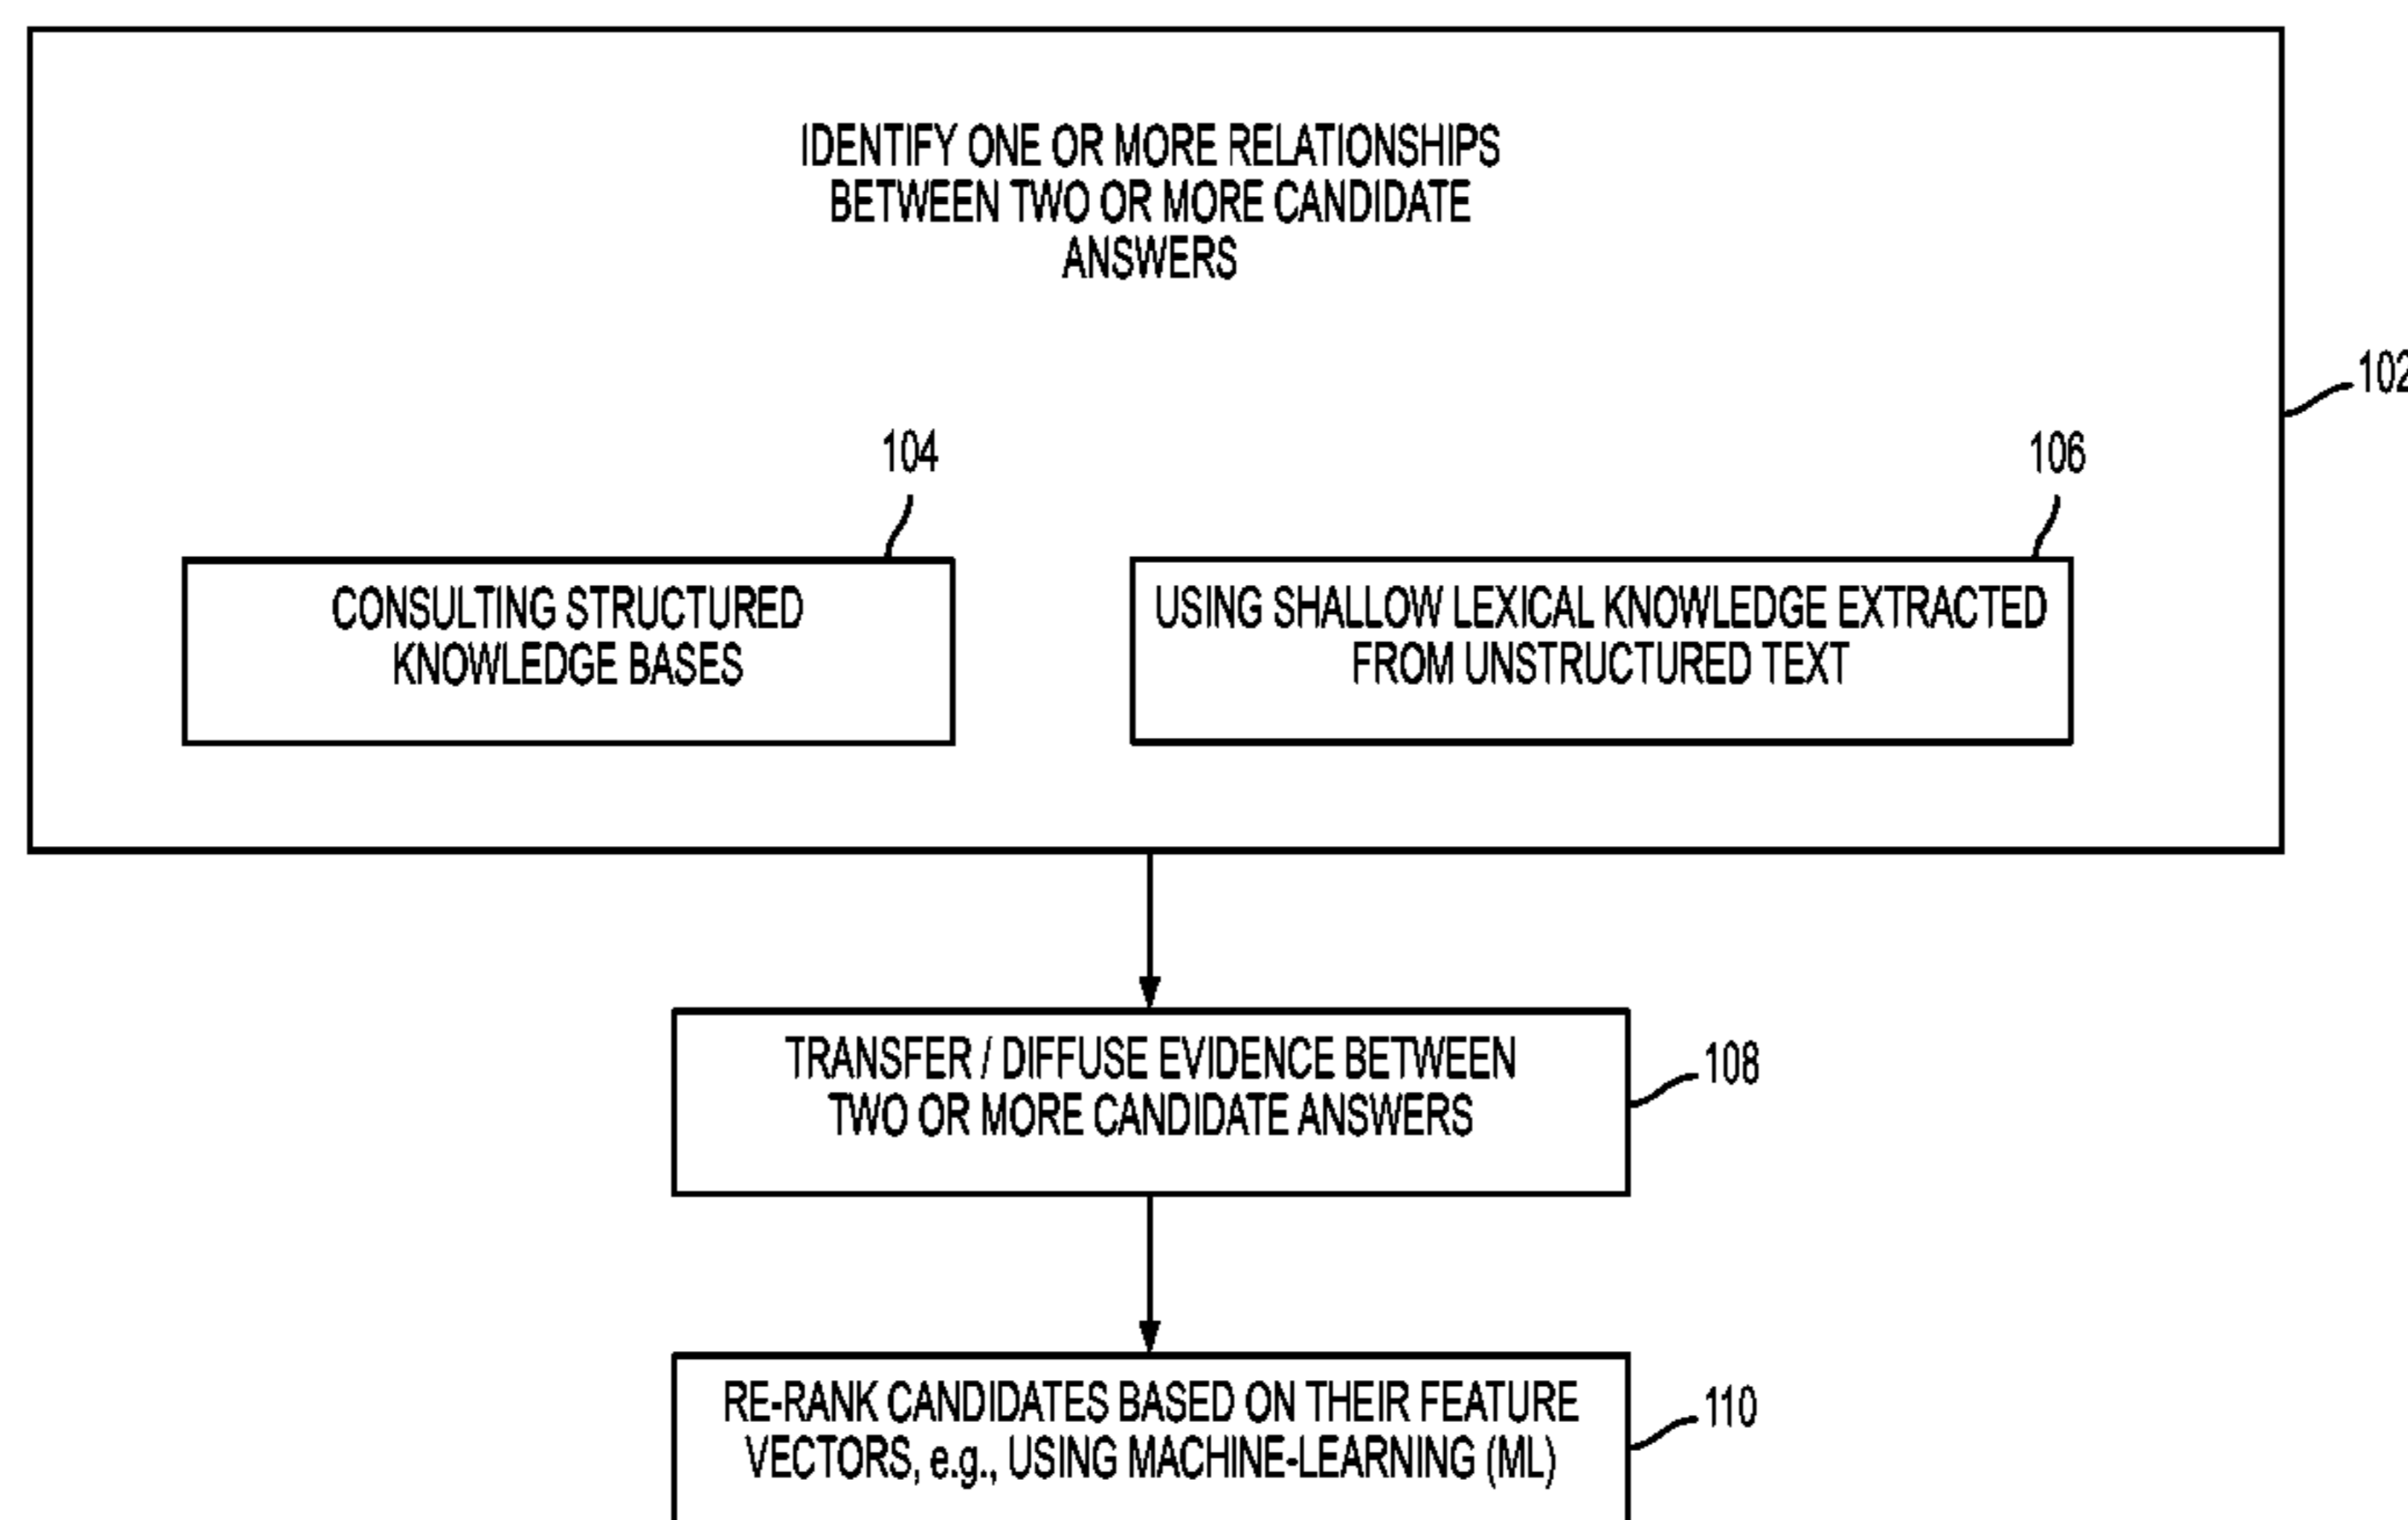 IDENTIFY ONE OR MORE RELATIONSHIPS
BETWEEN TWO OR MORE CANDIDATE
ANSWERS
102
104
106
CONSULTING STRUCTURED
KNOWLEDGE BASES
USING SHALLOW LEXICAL KNOWLEDGE EXTRACTED
FROM UNSTRUCTURED TEXT
TRANSFER / DIFFUSE EVIDENCE BETWEEN
TWO OR MORE CANDIDATE ANSWERS
108
RE-RANK CANDIDATES BASED ON THEIR FEATURE
VECTORS, e.g., USING MACHINE-LEARNING (ML)
110